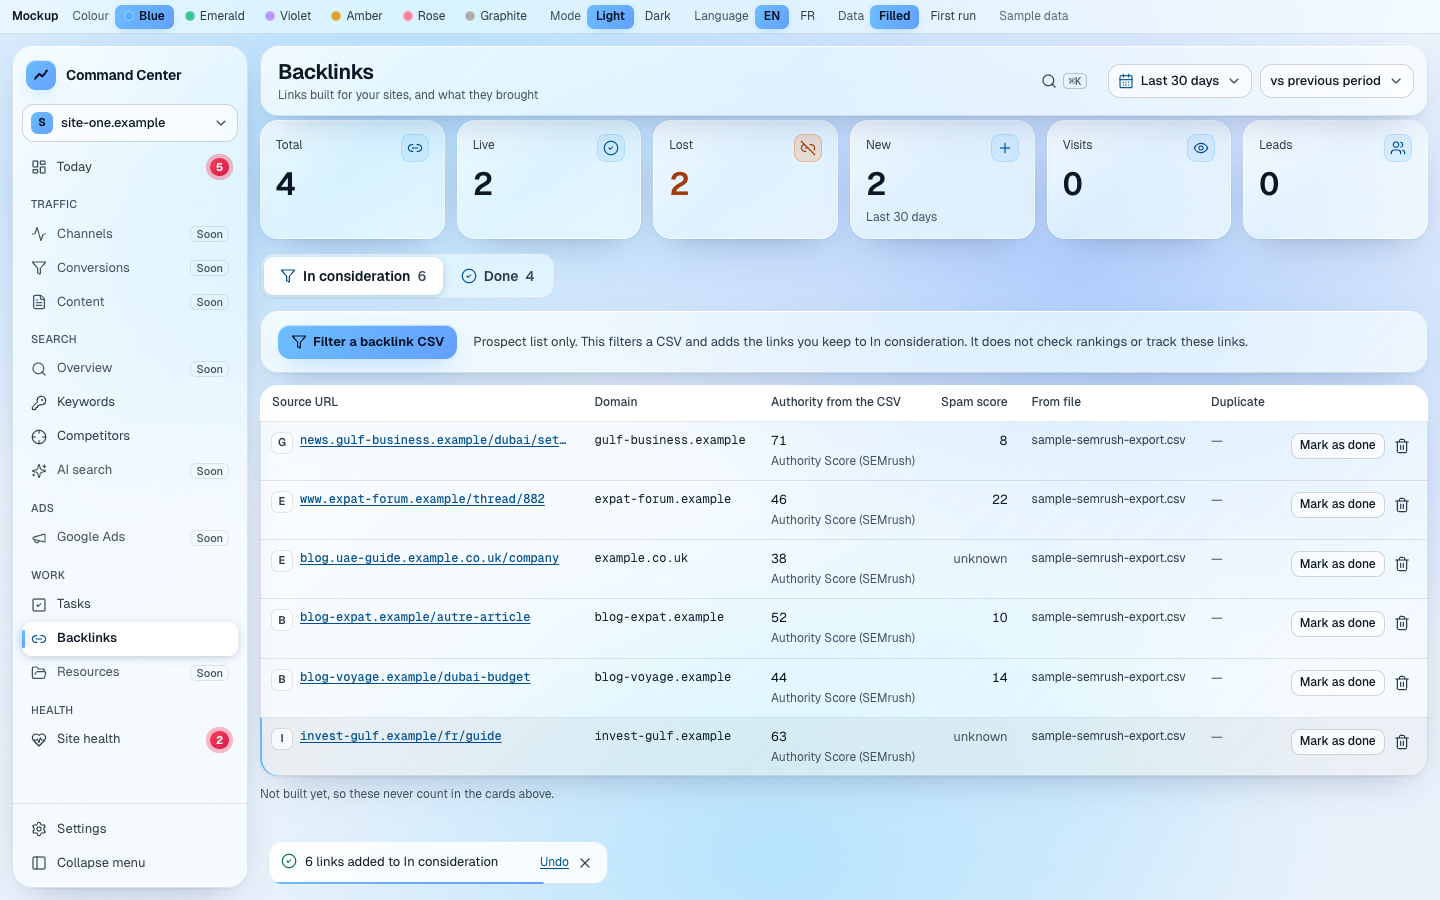 Mockup Colour Blue Emerald Violet Amber Rose Graphite Mode Light Dark Language EN FR Data Filled First run Sample data
Command Center
S site-one.example
Today 5
TRAFFIC
Channels Soon
Conversions Soon
Content Soon
SEARCH
Overview Soon
Keywords
Competitors
AI search Soon
ADS
Google Ads Soon
WORK
Tasks
Backlinks
Resources Soon
HEALTH
Site health 2
Settings
Collapse menu
Backlinks
Links built for your sites, and what they brought
⌘K Last 30 days vs previous period
Total
4
Live
2
Lost
2
New
2
Last 30 days
Visits
0
Leads
0
In consideration 6 Done 4
Filter a backlink CSV Prospect list only. This filters a CSV and adds the links you keep to In consideration. It does not check rankings or track these links.
Source URL Domain Authority from the CSV Spam score From file Duplicate
G news.gulf-business.example/dubai/set… gulf-business.example 71 8 sample-semrush-export.csv — Mark as done
Authority Score (SEMrush)
E www.expat-forum.example/thread/882 expat-forum.example 46 22 sample-semrush-export.csv — Mark as done
Authority Score (SEMrush)
E blog.uae-guide.example.co.uk/company example.co.uk 38 unknown sample-semrush-export.csv — Mark as done
Authority Score (SEMrush)
B blog-expat.example/autre-article blog-expat.example 52 10 sample-semrush-export.csv — Mark as done
Authority Score (SEMrush)
B blog-voyage.example/dubai-budget blog-voyage.example 44 14 sample-semrush-export.csv — Mark as done
Authority Score (SEMrush)
I invest-gulf.example/fr/guide invest-gulf.example 63 unknown sample-semrush-export.csv — Mark as done
Authority Score (SEMrush)
Not built yet, so these never count in the cards above.
6 links added to In consideration Undo